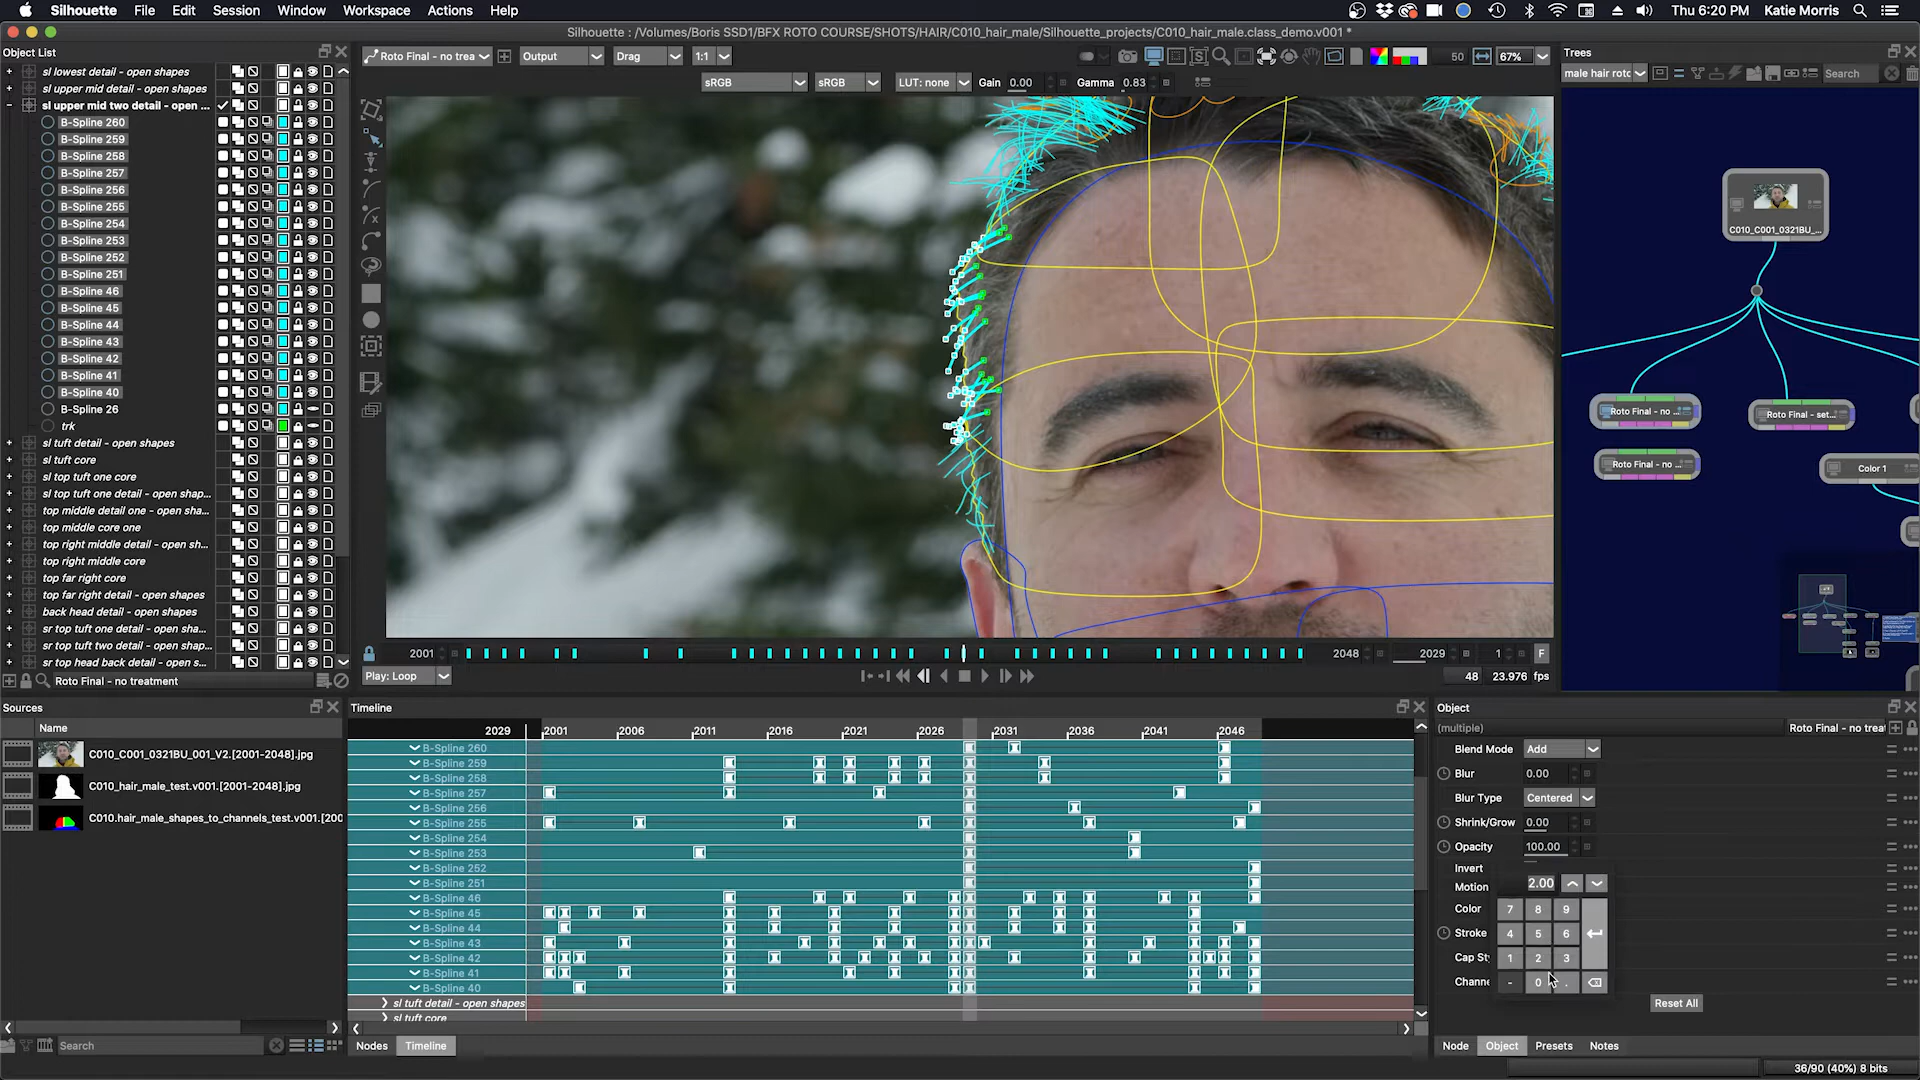 Silhouette File Edit Session Window Workspace Actions Help
Thu 6:20 PM Katie Morris
Silhouette : /Volumes/Boris SSD1/BFX ROTO COURSE/SHOTS/HAIR/C010_hair_male/Silhouette_projects/C010_hair_male.class_demo.v001 *
Object List
Roto Final - no trea Output Drag 1:1
50 67%
Trees
male hair rotc Search
sRGB sRGB LUT: none Gain 0.00 Gamma 0.83
sl lowest detail - open shapes
sl upper mid detail - open shapes
sl upper mid two detail - open ...
B-Spline 260
B-Spline 259
B-Spline 258
B-Spline 257
B-Spline 256
B-Spline 255
B-Spline 254
B-Spline 253
B-Spline 252
B-Spline 251
B-Spline 46
B-Spline 45
B-Spline 44
B-Spline 43
B-Spline 42
B-Spline 41
B-Spline 40
B-Spline 26
trk
sl tuft detail - open shapes
sl tuft core
sl top tuft one core
sl top tuft one detail - open shap...
top middle detail one - open sha...
top middle core one
top right middle detail - open sh...
top right middle core
top far right core
top far right detail - open shapes
back head detail - open shapes
sr top tuft one detail - open sha...
sr top tuft two detail - open shap...
sr top head back detail - open s...
Roto Final - no treatment
C010_C001_0321BU_...
Roto Final - no ...
Roto Final - set...
Roto Final - no ...
Color 1
2001 2048 2029 1 F
Play: Loop 48 23.976 fps
Sources
Name
C010_C001_0321BU_001_V2.[2001-2048].jpg
C010_hair_male_test.v001.[2001-2048].jpg
C010.hair_male_shapes_to_channels_test.v001.[200
Search
Timeline
2029 2001 2006 2011 2016 2021 2026 2031 2036 2041 2046
B-Spline 260
B-Spline 259
B-Spline 258
B-Spline 257
B-Spline 256
B-Spline 255
B-Spline 254
B-Spline 253
B-Spline 252
B-Spline 251
B-Spline 46
B-Spline 45
B-Spline 44
B-Spline 43
B-Spline 42
B-Spline 41
B-Spline 40
sl tuft detail - open shapes
sl tuft core
Nodes Timeline
Object
(multiple) Roto Final - no treat
Blend Mode Add
Blur 0.00
Blur Type Centered
Shrink/Grow 0.00
Opacity 100.00
Invert
Motion 2.00
Color 7 8 9
Stroke 4 5 6
Cap St 1 2 3
Channe - 0 .
Reset All
Node Object Presets Notes
36/90 (40%) 8 bits